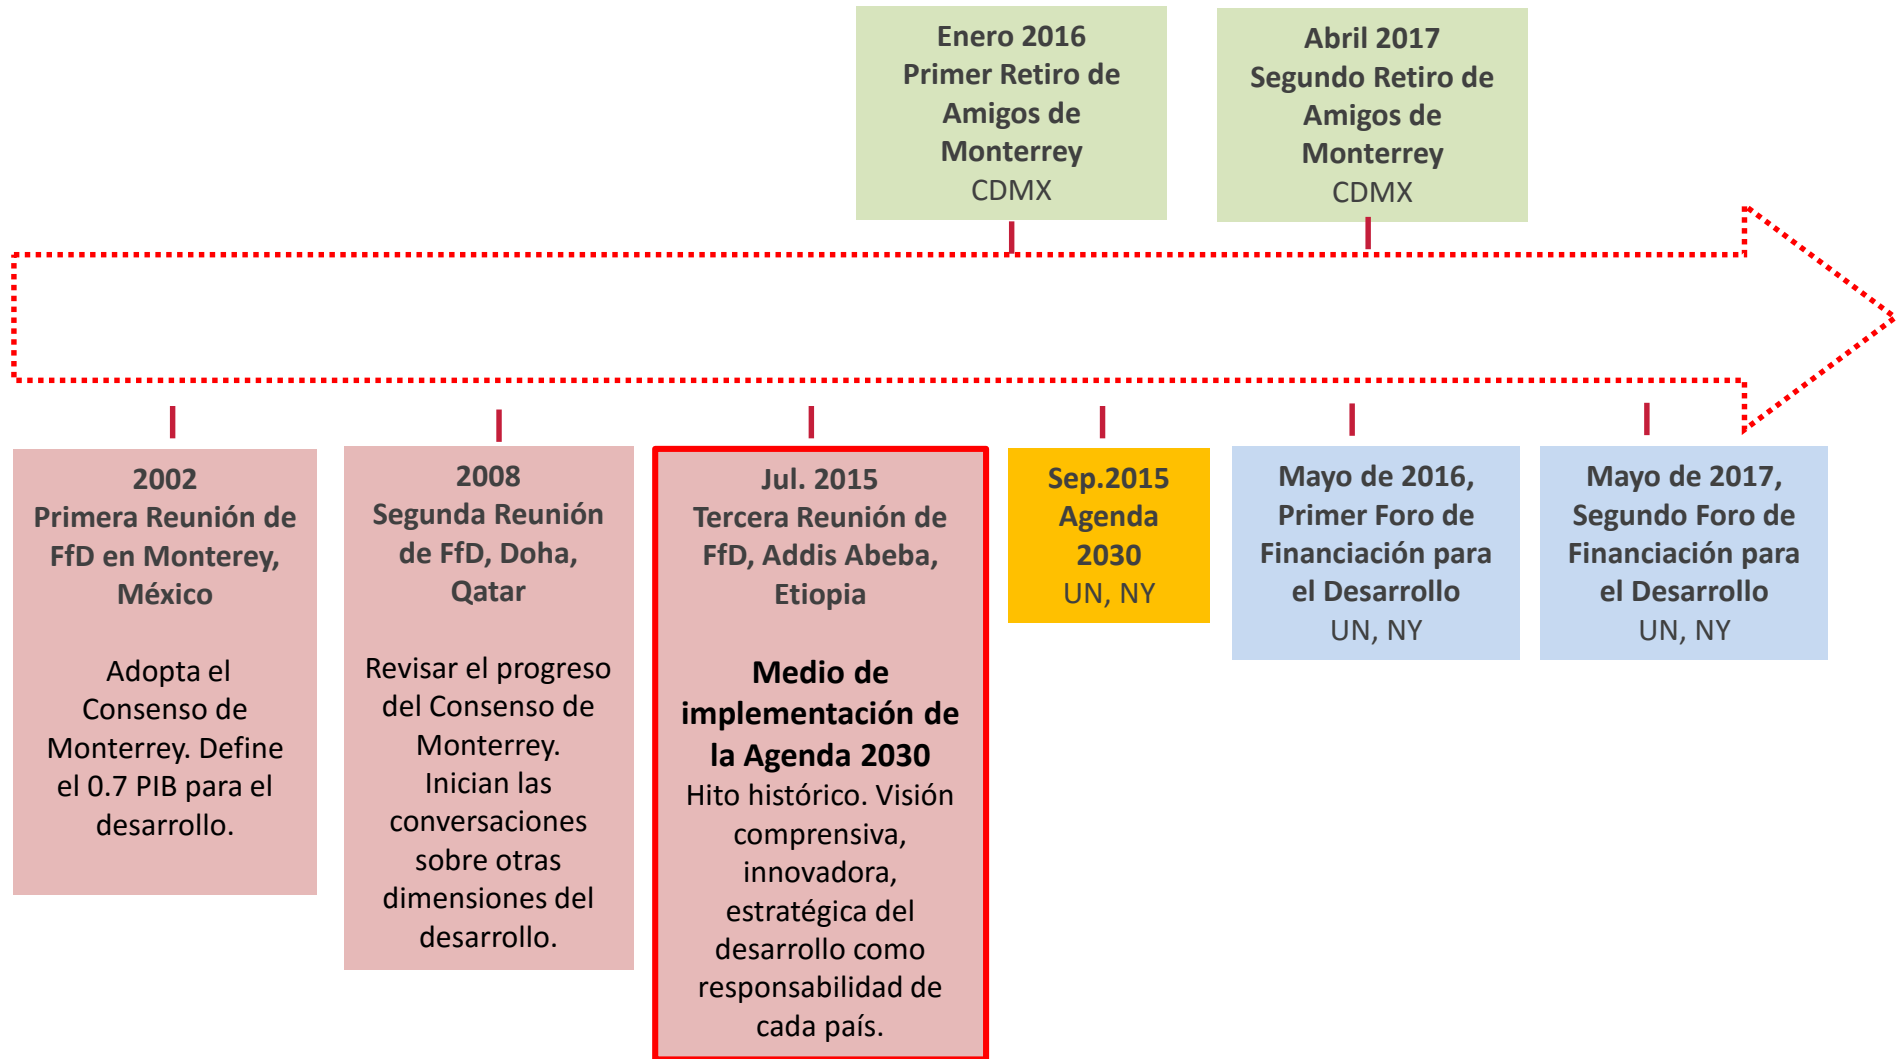 Enero 2016
Primer Retiro de
Amigos de
Monterrey
CDMX
Abril 2017
Segundo Retiro de
Amigos de
Monterrey
CDMX
2002
Primera Reunión de
FfD en Monterey,
México
Adopta el
Consenso de
Monterrey. Define
el 0.7 PIB para el
desarrollo.
2008
Segunda Reunión
de FfD, Doha,
Qatar
Revisar el progreso
del Consenso de
Monterrey.
Inician las
conversaciones
sobre otras
dimensiones del
desarrollo.
Jul. 2015
Tercera Reunión de
FfD, Addis Abeba,
Etiopia
Medio de
implementación de
la Agenda 2030
Hito histórico. Visión
comprensiva,
innovadora,
estratégica del
desarrollo como
responsabilidad de
cada país.
Sep.2015
Agenda
2030
UN, NY
Mayo de 2016,
Primer Foro de
Financiación para
el Desarrollo
UN, NY
Mayo de 2017,
Segundo Foro de
Financiación para
el Desarrollo
UN, NY